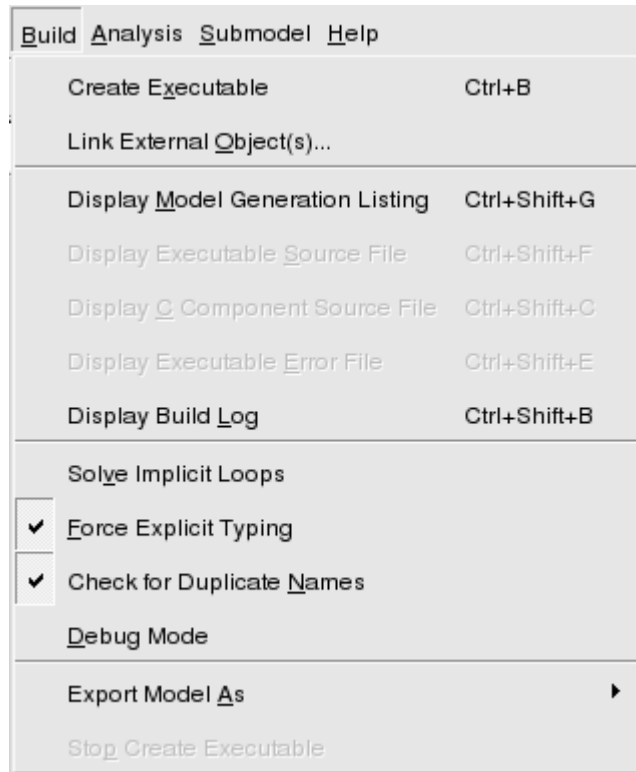 Build Analysis Submodel Help
Create Executable Ctrl+B
Link External Object(s)...
Display Model Generation Listing Ctrl+Shift+G
Display Executable Source File Ctrl+Shift+F
Display C Component Source File Ctrl+Shift+C
Display Executable Error File Ctrl+Shift+E
Display Build Log Ctrl+Shift+B
Solve Implicit Loops
Force Explicit Typing
Check for Duplicate Names
Debug Mode
Export Model As
Stop Create Executable